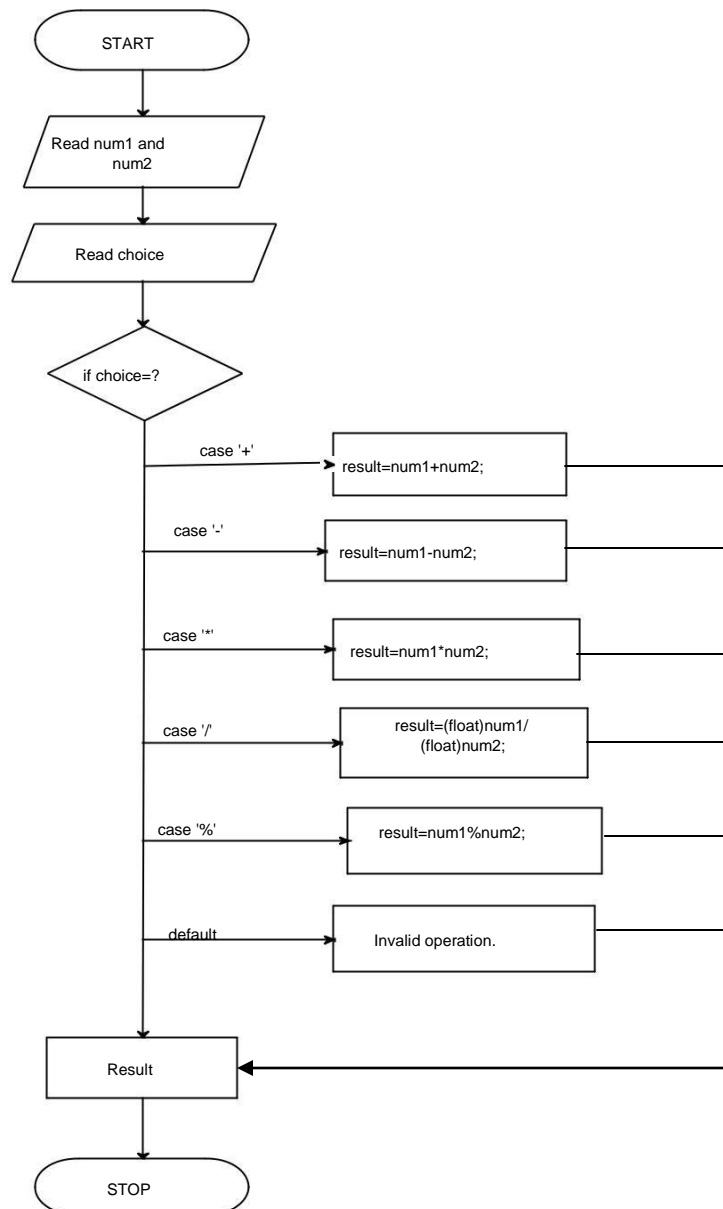 START
Read num1 and
num2
Read choice
if choice=?
case '+'
result=num1+num2;
case '-'
result=num1-num2;
case '*'
result=num1*num2;
case '/'
result=(float)num1/
(float)num2;
case '%'
result=num1%num2;
default
Invalid operation.
Result
STOP